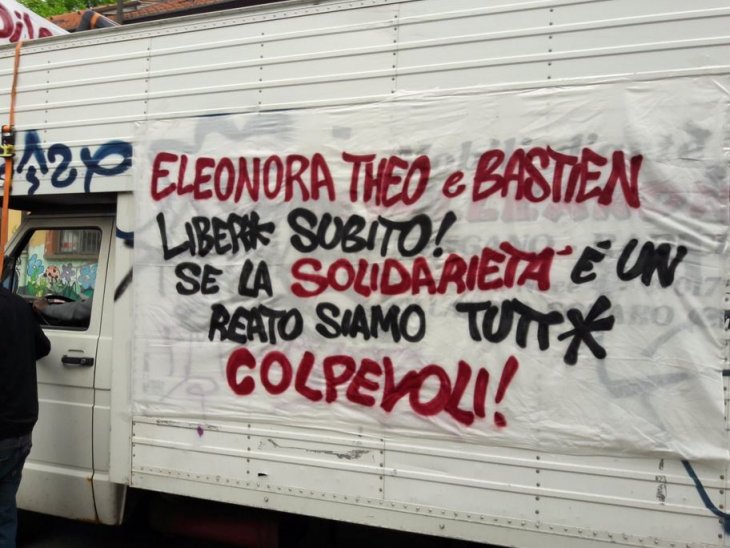 ELEONORA THEO e BASTIEN
LIBER* SUBITO!
SE LA SOLIDARIETÀ È UN
REATO SIAMO TUTT*
COLPEVOLI!